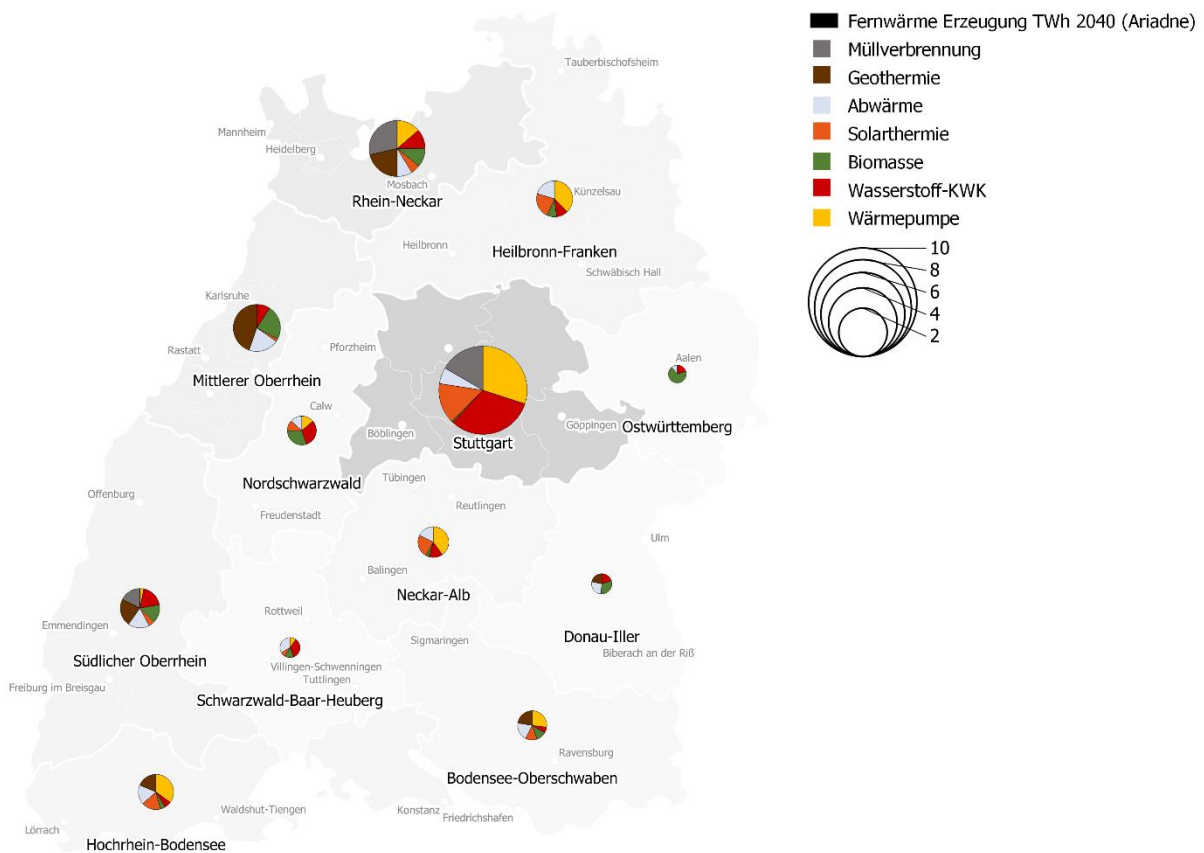 Fernwärme Erzeugung TWh 2040 (Ariadne)
Müllverbrennung
Geothermie
Abwärme
Solarthermie
Biomasse
Wasserstoff-KWK
Wärmepumpe
10
8
6
4
2
Tauberbischofsheim
Mannheim
Heidelberg
Mosbach
Rhein-Neckar
Künzelsau
Heilbronn
Heilbronn-Franken
Schwäbisch Hall
Karlsruhe
Rastatt
Pforzheim
Mittlerer Oberrhein
Aalen
Calw
Böblingen
Stuttgart
Göppingen
Ostwürttemberg
Nordschwarzwald
Tübingen
Offenburg
Freudenstadt
Reutlingen
Ulm
Balingen
Neckar-Alb
Rottweil
Emmendingen
Sigmaringen
Donau-Iller
Biberach an der Riß
Südlicher Oberrhein
Villingen-Schwenningen
Tuttlingen
Freiburg im Breisgau
Schwarzwald-Baar-Heuberg
Ravensburg
Bodensee-Oberschwaben
Waldshut-Tiengen
Konstanz
Friedrichshafen
Lörrach
Hochrhein-Bodensee